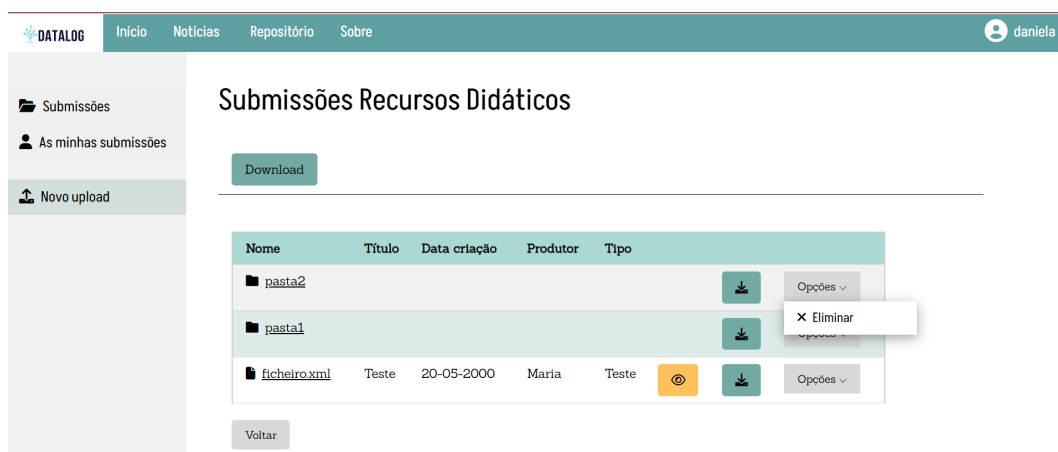 DATALOG Início Notícias Repositório Sobre daniela
Submissões
As minhas submissões
Novo upload
Submissões Recursos Didáticos
Download
Nome Título Data criação Produtor Tipo
pasta2 Opções
Eliminar
pasta1 Opções
ficheiro.xml Teste 20-05-2000 Maria Teste Opções
Voltar